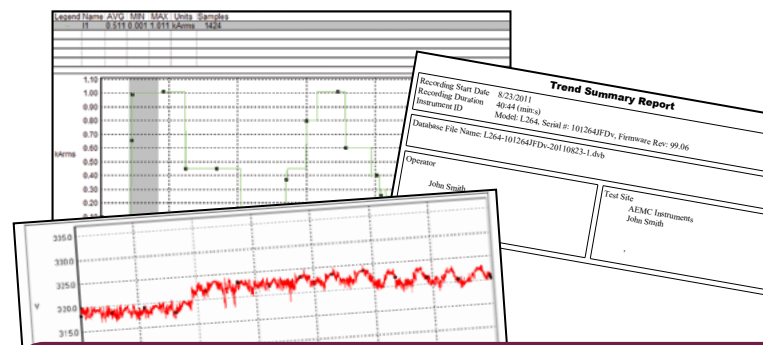 Legend Name AVG MIN MAX Units Samples
I1 0.511 0.001 1.011 kArms 1424
1.10
1.00
0.90
0.80
0.70
0.60
0.50
0.40
0.30
0.20
0.10
kArms
Trend Summary Report
Recording Start Date 8/23/2011
Recording Duration 40:44 (min:s)
Instrument ID Model: L264, Serial #: 101264JFDv, Firmware Rev: 99.06
Database File Name: L264-101264JFDv-20110823-1.dvb
Operator
John Smith
Test Site
AEMC Instruments
John Smith
335.0
330.0
325.0
320.0
315.0
V